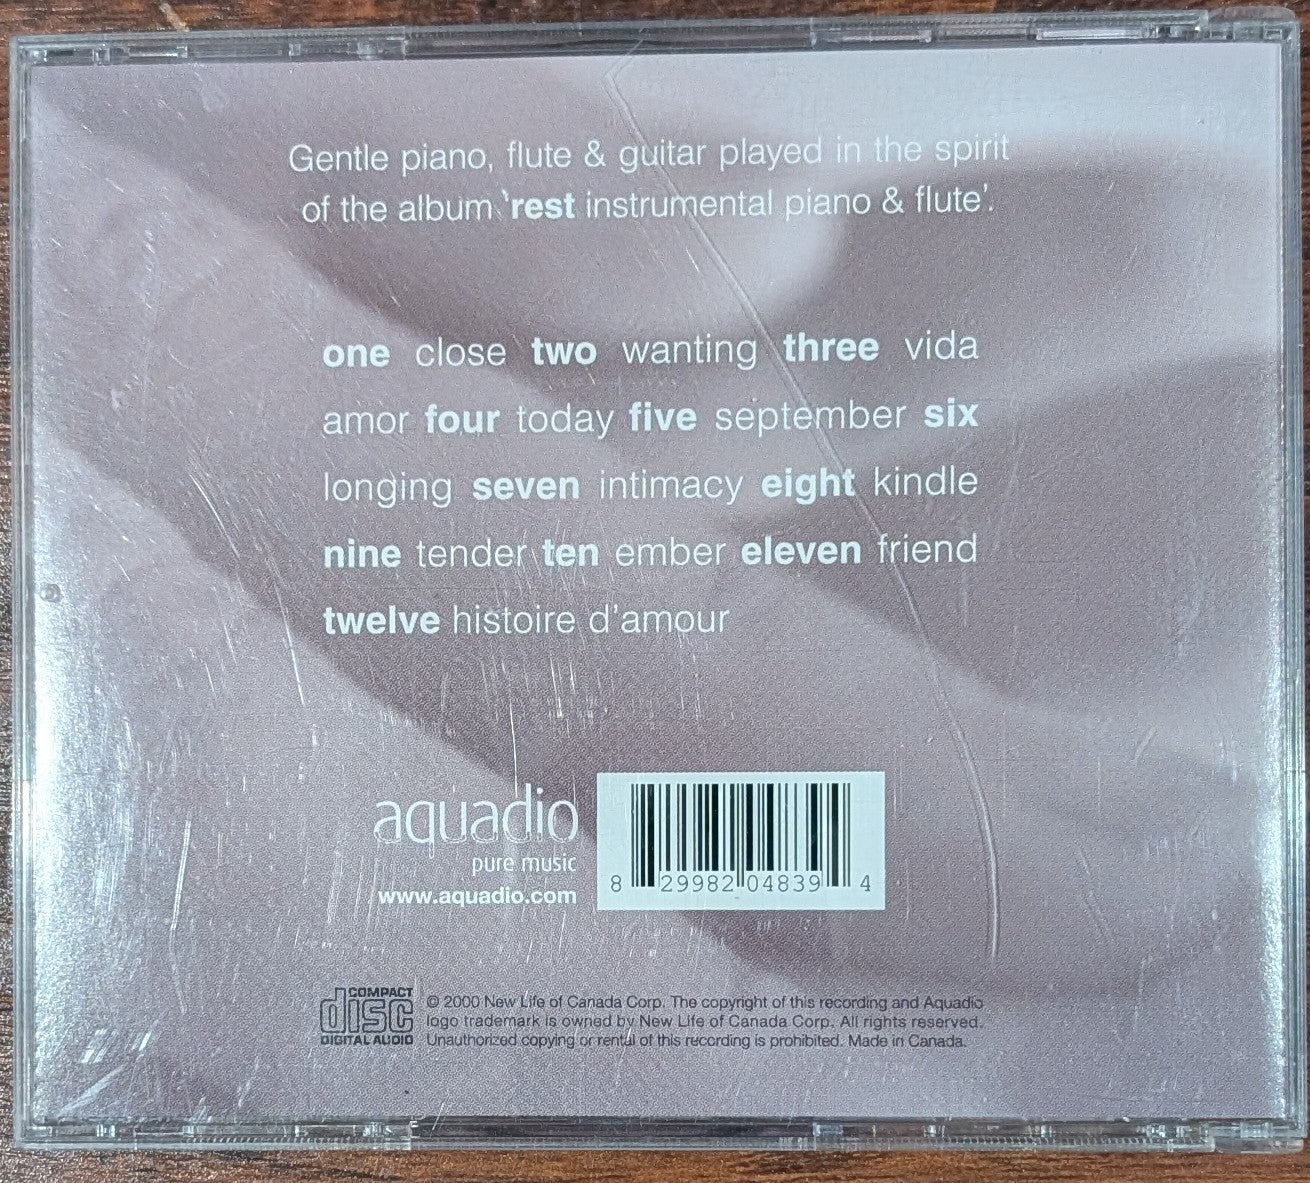 Gentle piano, flute & guitar played in the spirit
of the album 'rest instrumental piano & flute'.
one close two wanting three vida
amor four today five september six
longing seven intimacy eight kindle
nine tender ten ember eleven friend
twelve histoire d'amour
aquadio
pure music
www.aquadio.com
8 29982 04839 4
COMPACT
disc
DIGITAL AUDIO
© 2000 New Life of Canada Corp. The copyright of this recording and Aquadio
logo trademark is owned by New Life of Canada Corp. All rights reserved.
Unauthorized copying or rental of this recording is prohibited. Made in Canada.